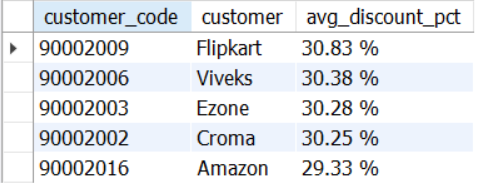 customer_code customer avg_discount_pct
90002009 Flipkart 30.83 %
90002006 Viveks 30.38 %
90002003 Ezone 30.28 %
90002002 Croma 30.25 %
90002016 Amazon 29.33 %